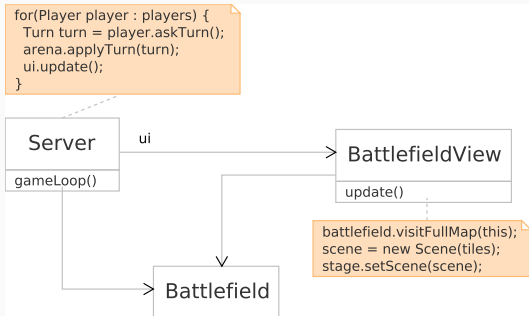 for(Player player : players) {
Turn turn = player.askTurn();
arena.applyTurn(turn);
ui.update();
}
Server
gameLoop()
ui
BattlefieldView
update()
battlefield.visitFullMap(this);
scene = new Scene(tiles);
stage.setScene(scene);
Battlefield